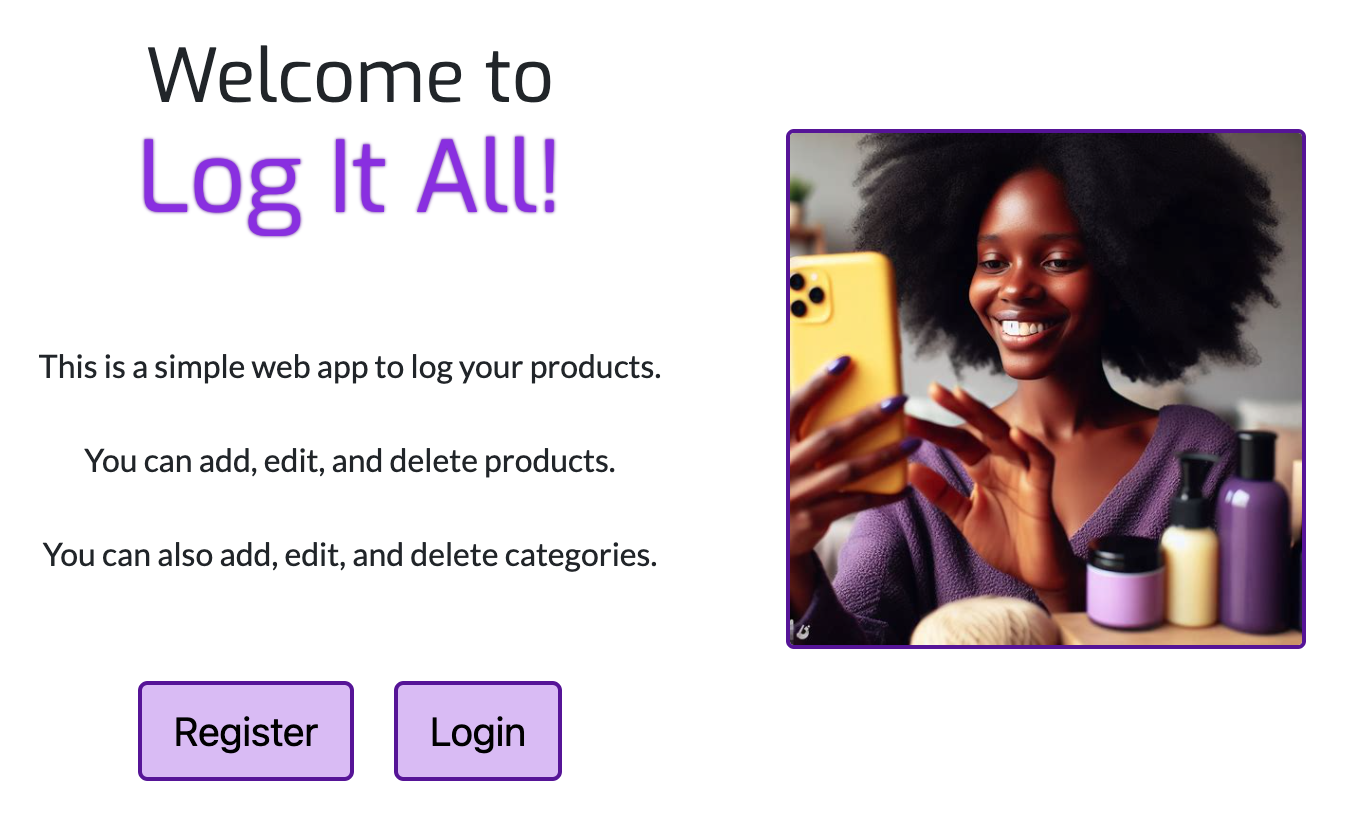 Welcome to
Log It All!
This is a simple web app to log your products.
You can add, edit, and delete products.
You can also add, edit, and delete categories.
Register
Login